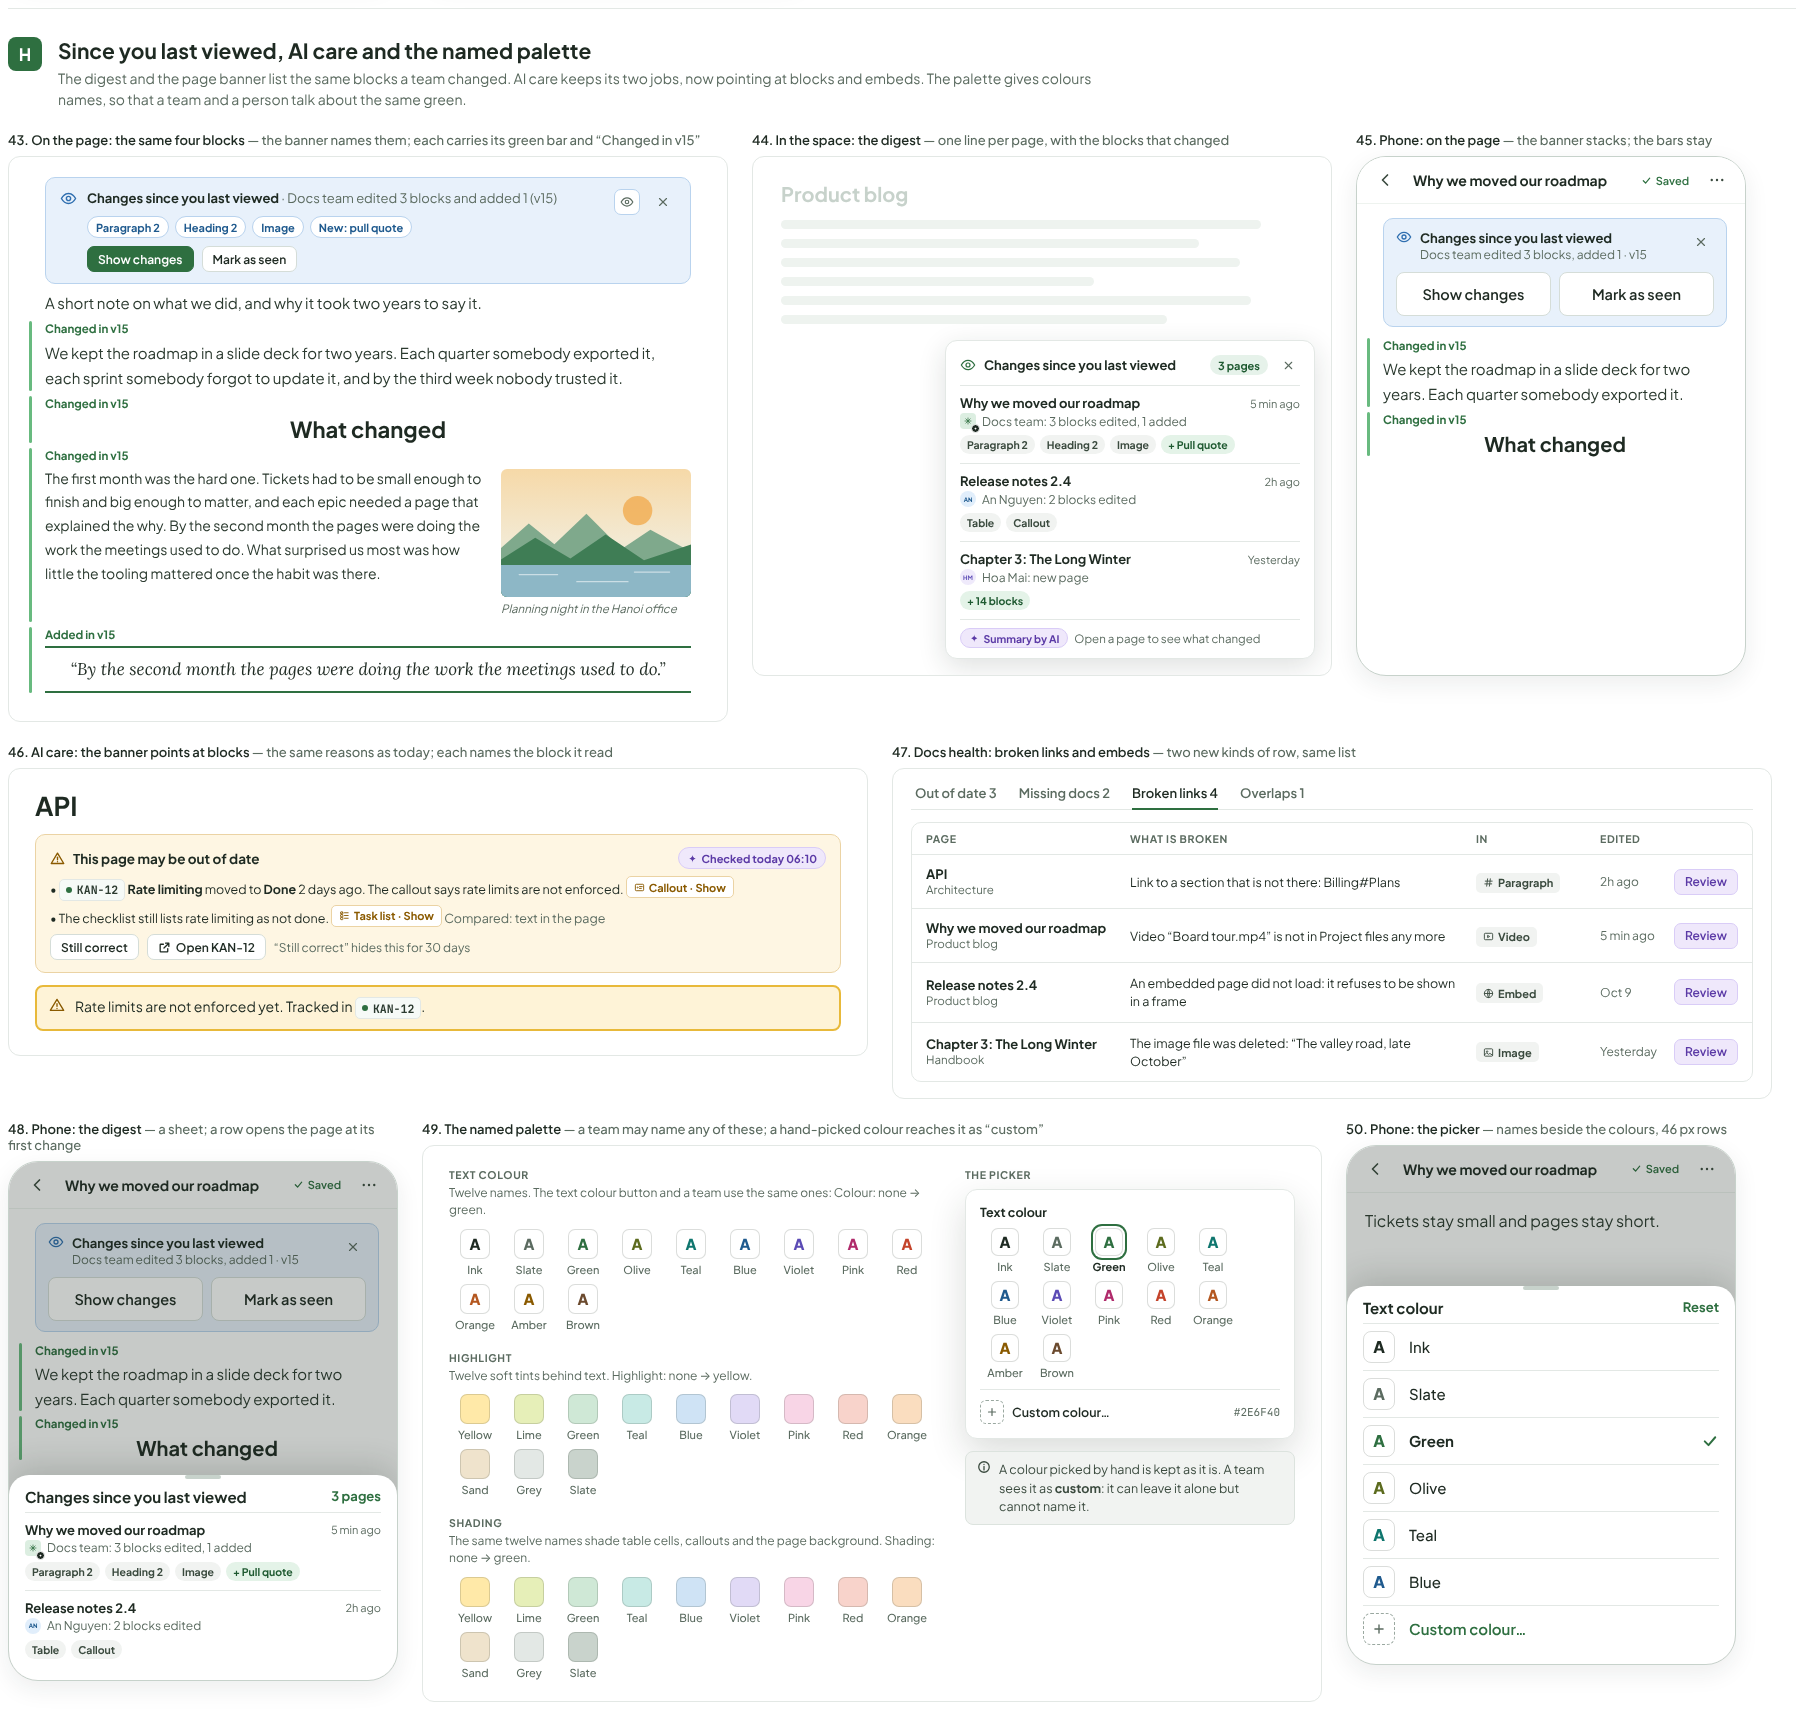 H
Since you last viewed, AI care and the named palette
The digest and the page banner list the same blocks a team changed. AI care keeps its two jobs, now pointing at blocks and embeds. The palette gives colours
names, so that a team and a person talk about the same green.
43. On the page: the same four blocks — the banner names them; each carries its green bar and “Changed in v15”
Changes since you last viewed · Docs team edited 3 blocks and added 1 (v15)
Paragraph 2 Heading 2 Image New: pull quote
Show changes Mark as seen
A short note on what we did, and why it took two years to say it.
Changed in v15
We kept the roadmap in a slide deck for two years. Each quarter somebody exported it,
each sprint somebody forgot to update it, and by the third week nobody trusted it.
Changed in v15
What changed
Changed in v15
The first month was the hard one. Tickets had to be small enough to
finish and big enough to matter, and each epic needed a page that
explained the why. By the second month the pages were doing the
work the meetings used to do. What surprised us most was how
little the tooling mattered once the habit was there.
Planning night in the Hanoi office
Added in v15
“By the second month the pages were doing the work the meetings used to do.”
44. In the space: the digest — one line per page, with the blocks that changed
Product blog
Changes since you last viewed 3 pages
Why we moved our roadmap 5 min ago
Docs team: 3 blocks edited, 1 added
Paragraph 2 Heading 2 Image + Pull quote
Release notes 2.4 2h ago
AN An Nguyen: 2 blocks edited
Table Callout
Chapter 3: The Long Winter Yesterday
HM Hoa Mai: new page
+ 14 blocks
Summary by AI Open a page to see what changed
45. Phone: on the page — the banner stacks; the bars stay
Why we moved our roadmap Saved
Changes since you last viewed
Docs team edited 3 blocks, added 1 · v15
Show changes Mark as seen
Changed in v15
We kept the roadmap in a slide deck for two
years. Each quarter somebody exported it.
Changed in v15
What changed
46. AI care: the banner points at blocks — the same reasons as today; each names the block it read
API
This page may be out of date Checked today 06:10
• KAN-12 Rate limiting moved to Done 2 days ago. The callout says rate limits are not enforced. Callout · Show
• The checklist still lists rate limiting as not done. Task list · Show Compared: text in the page
Still correct Open KAN-12 “Still correct” hides this for 30 days
Rate limits are not enforced yet. Tracked in KAN-12.
47. Docs health: broken links and embeds — two new kinds of row, same list
Out of date 3 Missing docs 2 Broken links 4 Overlaps 1
PAGE WHAT IS BROKEN IN EDITED
API
Architecture
Link to a section that is not there: Billing#Plans # Paragraph 2h ago Review
Why we moved our roadmap
Product blog
Video “Board tour.mp4” is not in Project files any more Video 5 min ago Review
Release notes 2.4
Product blog
An embedded page did not load: it refuses to be shown
in a frame
Embed Oct 9 Review
Chapter 3: The Long Winter
Handbook
The image file was deleted: “The valley road, late
October”
Image Yesterday Review
48. Phone: the digest — a sheet; a row opens the page at its
first change
Why we moved our roadmap Saved
Changes since you last viewed
Docs team edited 3 blocks, added 1 · v15
Show changes Mark as seen
Changed in v15
We kept the roadmap in a slide deck for two
years. Each quarter somebody exported it.
Changed in v15
What changed
Changes since you last viewed 3 pages
Why we moved our roadmap 5 min ago
Docs team: 3 blocks edited, 1 added
Paragraph 2 Heading 2 Image + Pull quote
Release notes 2.4 2h ago
AN An Nguyen: 2 blocks edited
Table Callout
49. The named palette — a team may name any of these; a hand-picked colour reaches it as “custom”
TEXT COLOUR
Twelve names. The text colour button and a team use the same ones: Colour: none →
green.
A A A A A A A A A
Ink Slate Green Olive Teal Blue Violet Pink Red
A A A
Orange Amber Brown
HIGHLIGHT
Twelve soft tints behind text. Highlight: none → yellow.
Yellow Lime Green Teal Blue Violet Pink Red Orange
Sand Grey Slate
SHADING
The same twelve names shade table cells, callouts and the page background. Shading:
none → green.
Yellow Lime Green Teal Blue Violet Pink Red Orange
Sand Grey Slate
THE PICKER
Text colour
A A A A A
Ink Slate Green Olive Teal
A A A A A
Blue Violet Pink Red Orange
A A
Amber Brown
+ Custom colour... #2E6F40
A colour picked by hand is kept as it is. A team
sees it as custom: it can leave it alone but
cannot name it.
50. Phone: the picker — names beside the colours, 46 px rows
Why we moved our roadmap Saved
Tickets stay small and pages stay short.
Text colour Reset
A Ink
A Slate
A Green
A Olive
A Teal
A Blue
+ Custom colour...